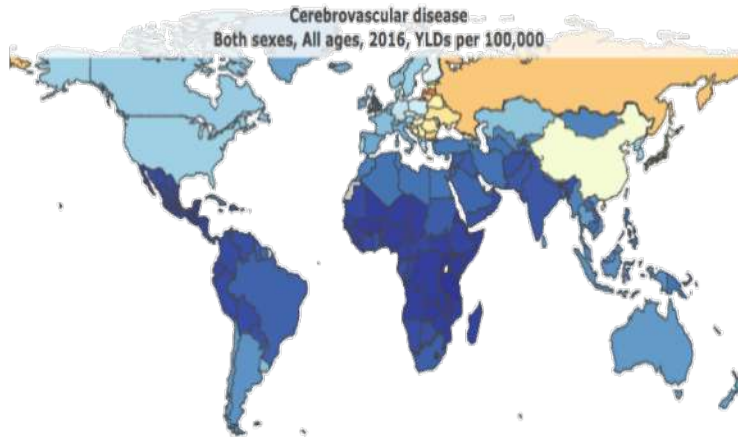 Cerebrovascular disease
Both sexes, All ages, 2016, YLDs per 100,000